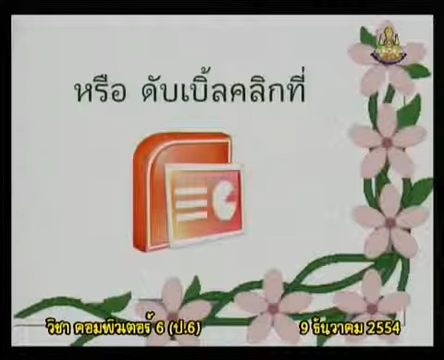 หรือ ดับเบิ้ลคลิกที่
วิชา คอมพิวเตอร์ 6 (ป.6)
9 ธันวาคม 2554